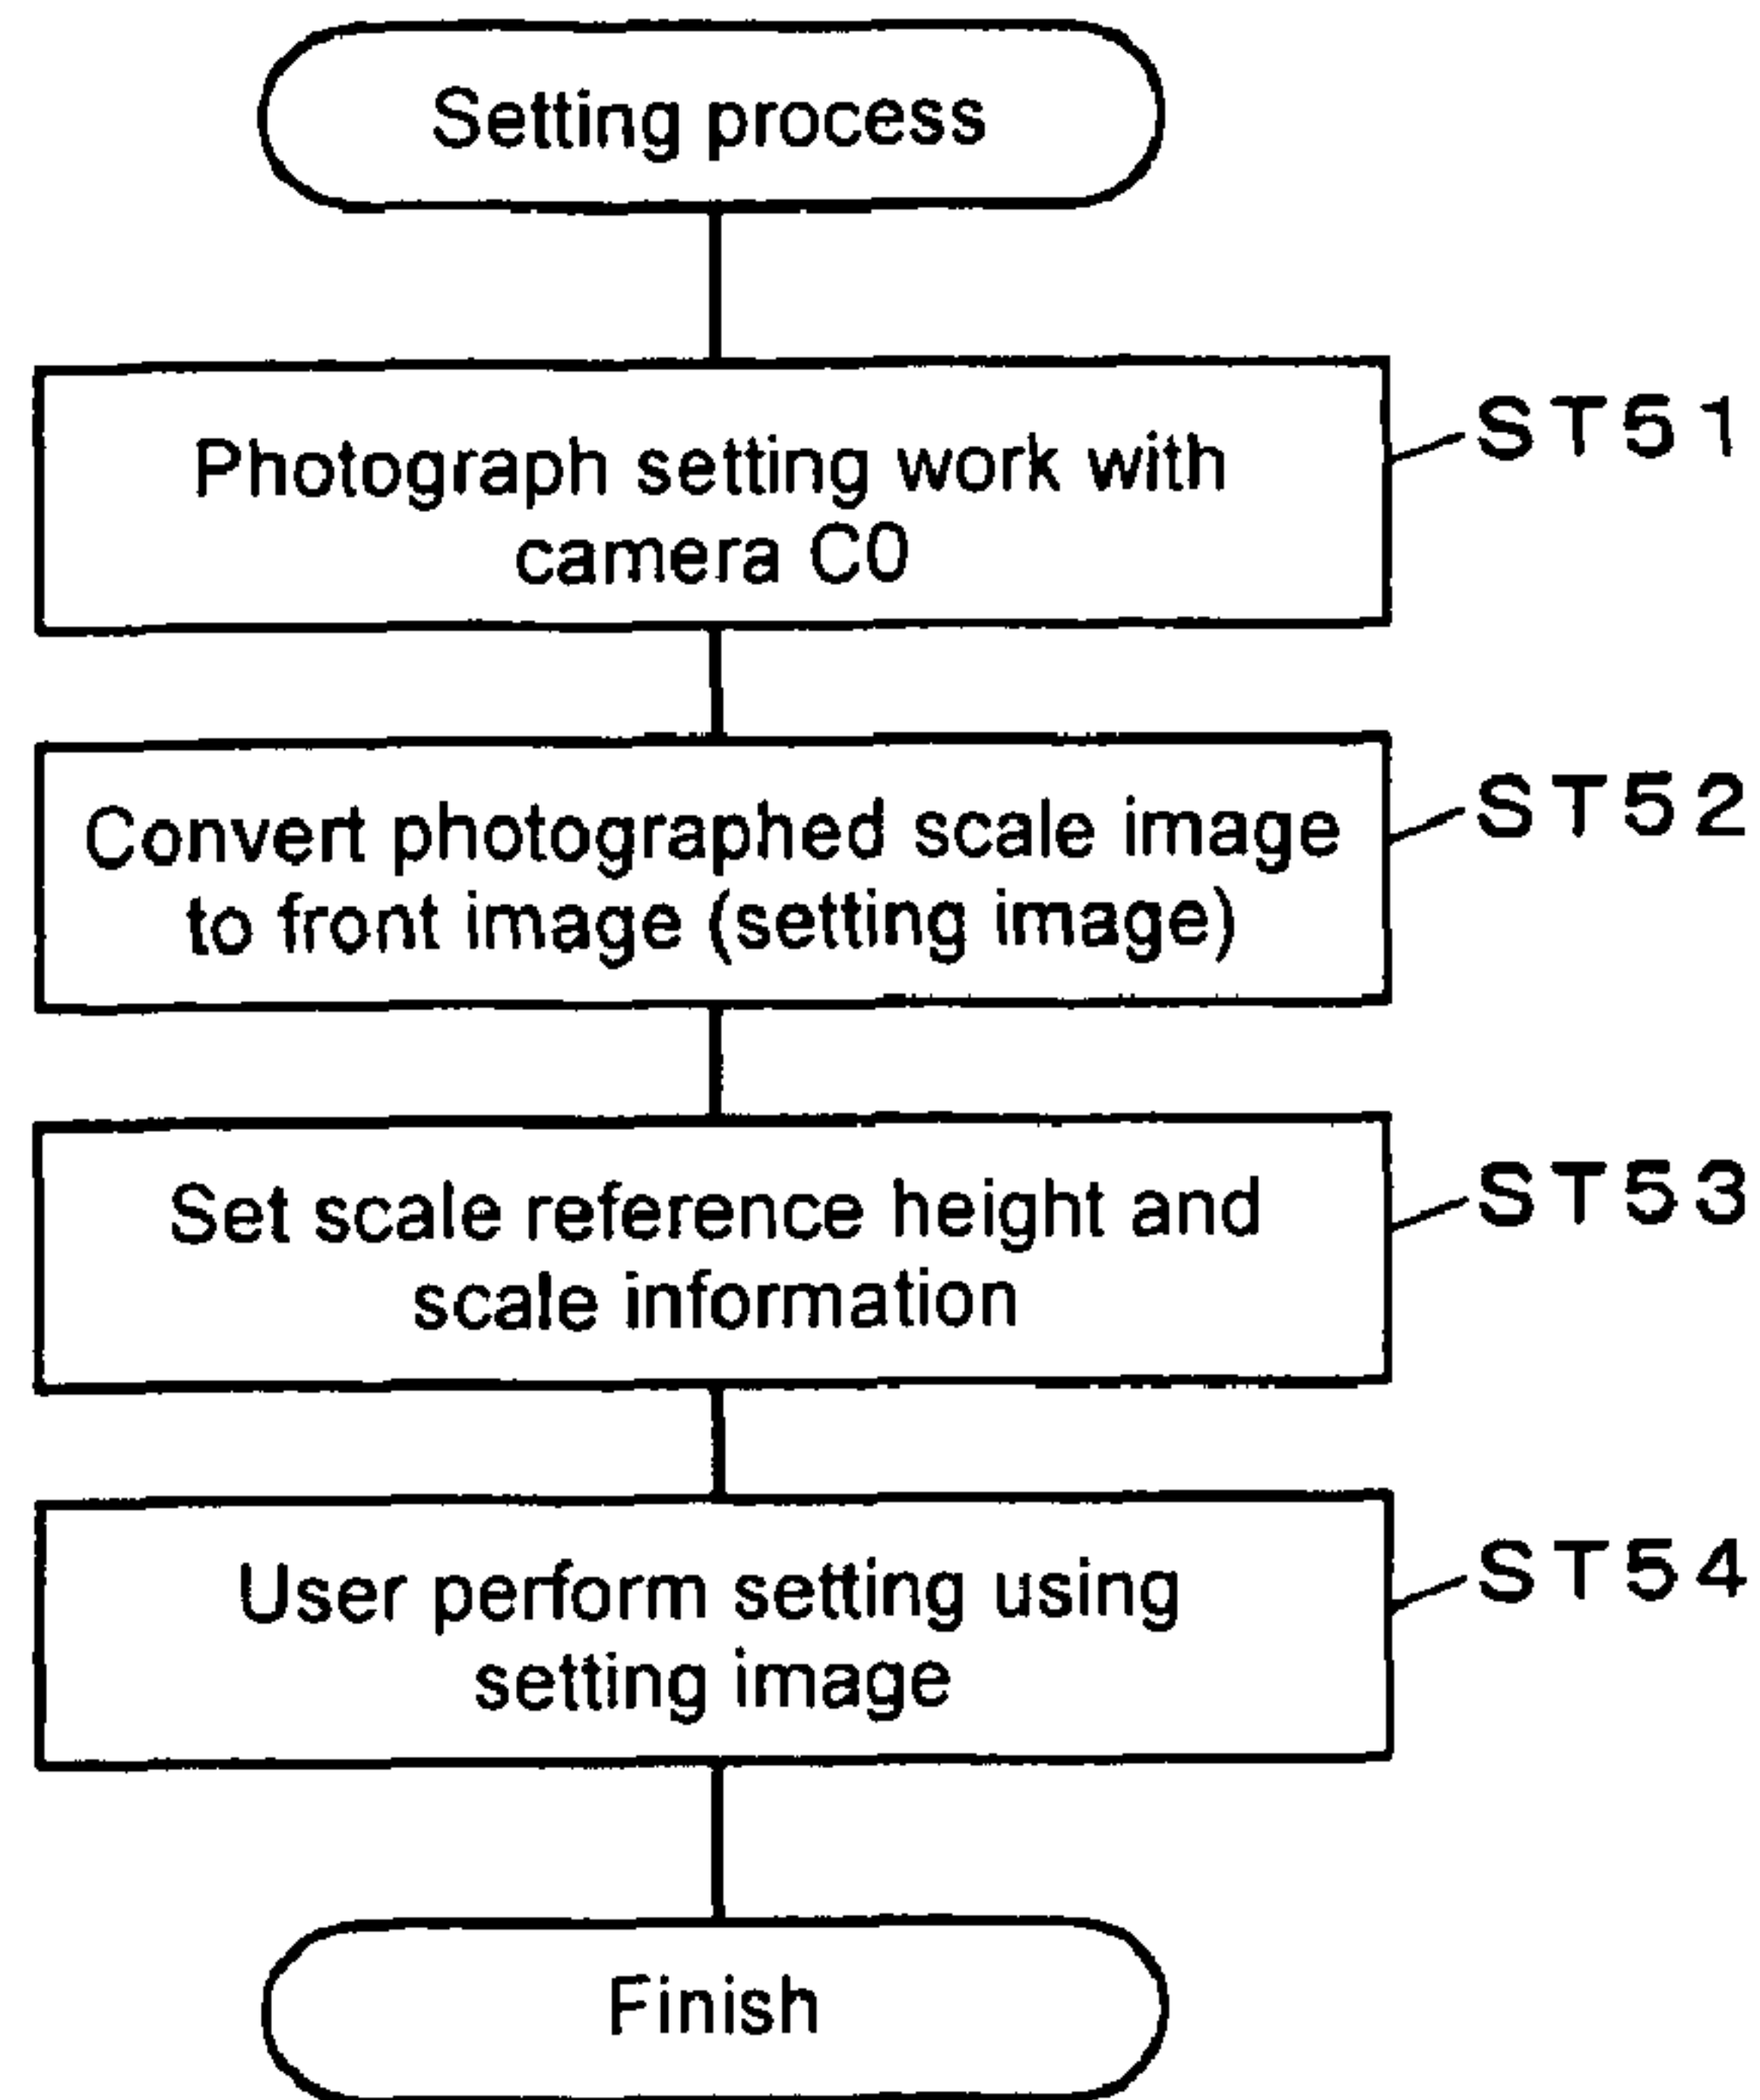 Setting process
Photograph setting work with
camera C0
ST51
Convert photographed scale image
to front image (setting image)
ST52
Set scale reference height and
scale information
ST53
User perform setting using
setting image
ST54
Finish